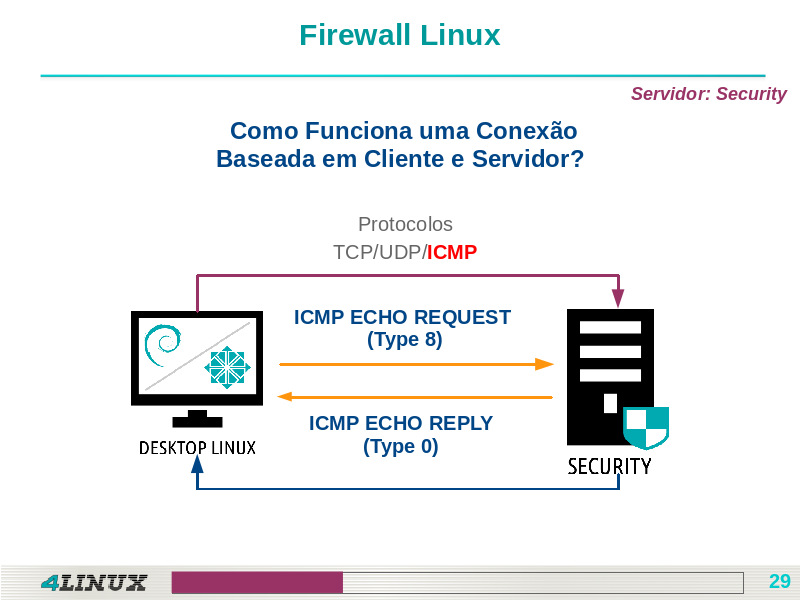 Firewall Linux
Servidor: Security
Como Funciona uma Conexão
Baseada em Cliente e Servidor?
Protocolos
TCP/UDP/ICMP
ICMP ECHO REQUEST
(Type 8)
ICMP ECHO REPLY
(Type 0)
DESKTOP LINUX
SECURITY
4LINUX
29